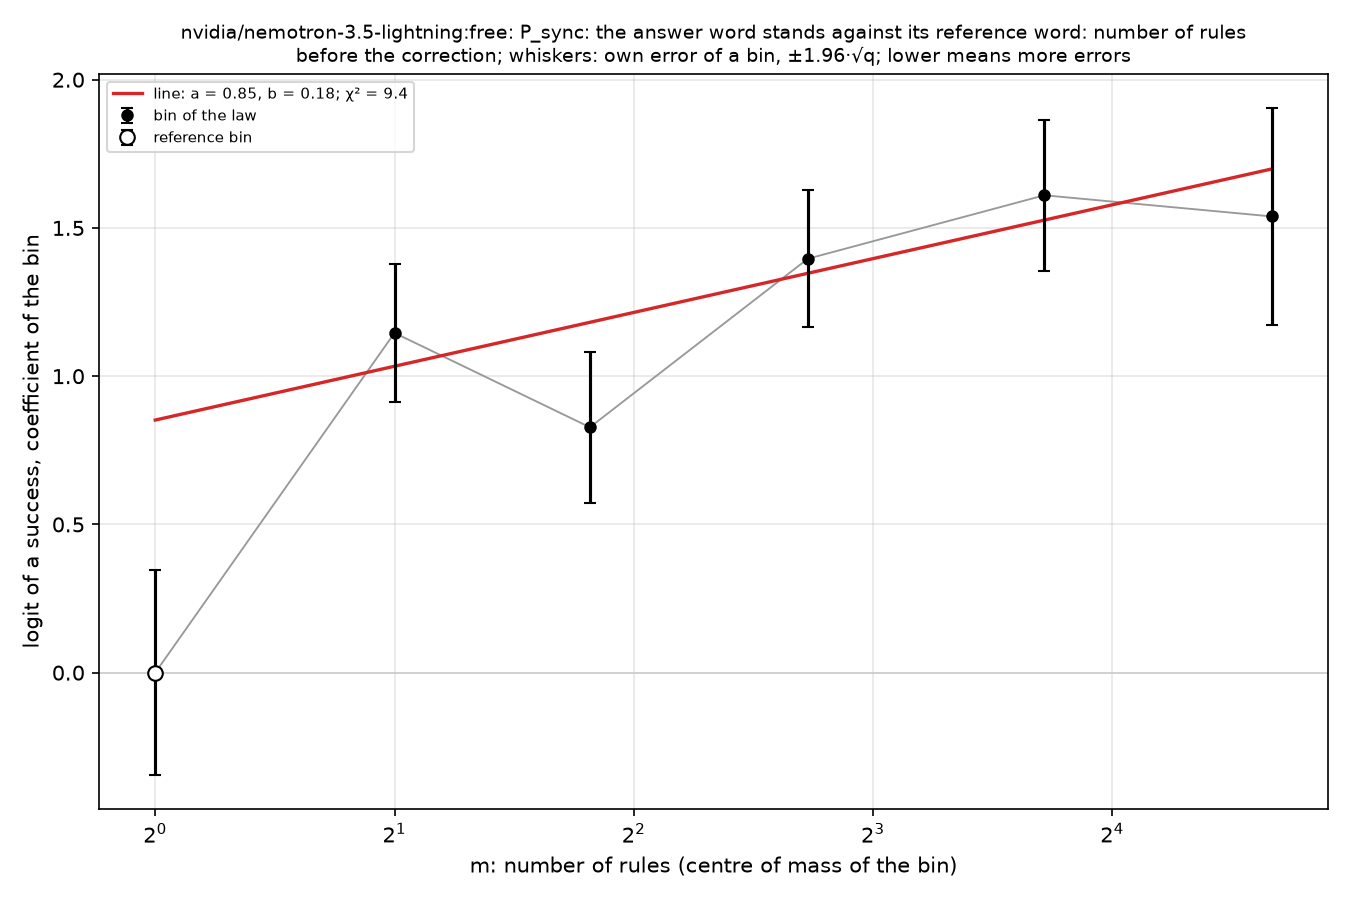 nvidia/nemotron-3.5-lightning:free: P_sync: the answer word stands against its reference word: number of rules
before the correction; whiskers: own error of a bin, ±1.96·√q; lower means more errors
line: a = 0.85, b = 0.18; χ² = 9.4
bin of the law
reference bin
logit of a success, coefficient of the bin
2.0
1.5
1.0
0.5
0.0
2⁰
2¹
2²
2³
2⁴
m: number of rules (centre of mass of the bin)